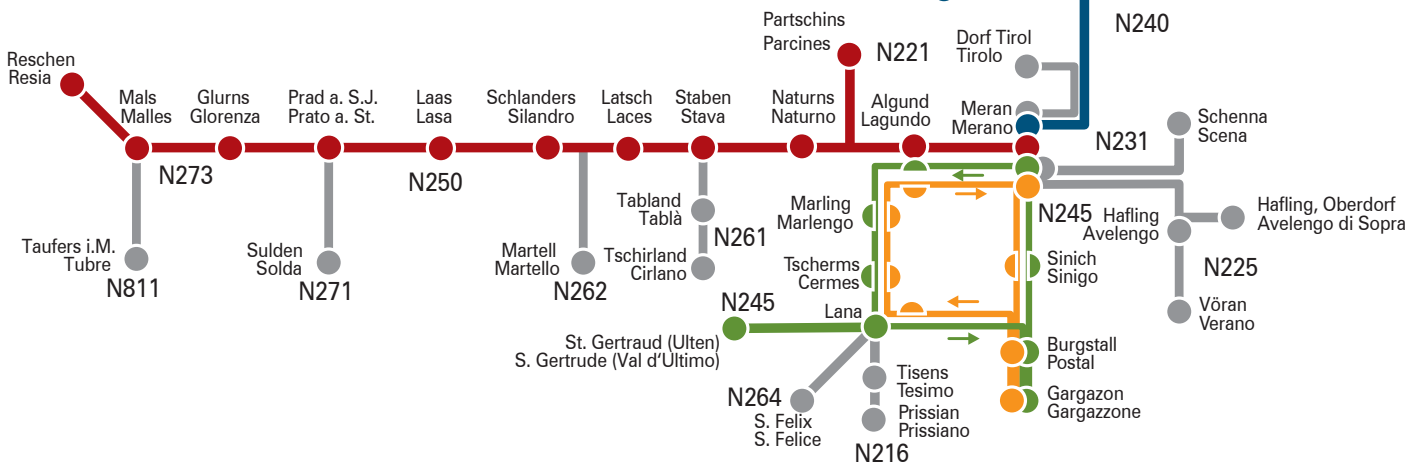 N240
Partschins
Parcines
N221
Dorf Tirol
Tirolo
Reschen
Resia
Mals
Malles
Glurns
Glorenza
Prad a. S.J.
Prato a. St.
Laas
Lasa
Schlanders
Silandro
Latsch
Laces
Staben
Stava
Naturns
Naturno
Algund
Lagundo
Meran
Merano
N231
Schenna
Scena
N273
N250
Tabland
Tablà
N261
Tschirland
Cirlano
Marling
Marlengo
N245
Hafling
Avelengo
Hafling, Oberdorf
Avelengo di Sopra
Taufers i.M.
Tubre
N811
Sulden
Solda
N271
Martell
Martello
N262
Tscherms
Cermes
Sinich
Sinigo
N225
Vöran
Verano
N245
Lana
St. Gertraud (Ulten)
S. Gertrude (Val d'Ultimo)
Burgstall
Postal
Tisens
Tesimo
Gargazon
Gargazzone
N264
S. Felix
S. Felice
Prissian
Prissiano
N216